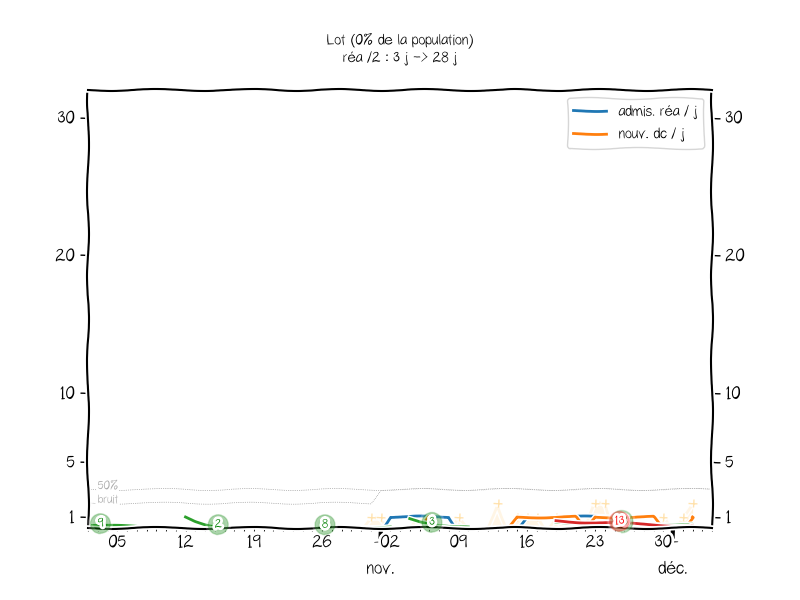 Lot (0% de la population)
réa /2 : 3 j -> 28 j
admis. réa / j
nouv. dc / j
30 30
20 20
10 10
5 5
50%
bruit
1 1
9 2 8 3 13
05 12 19 26 02 09 16 23 30
nov. déc.